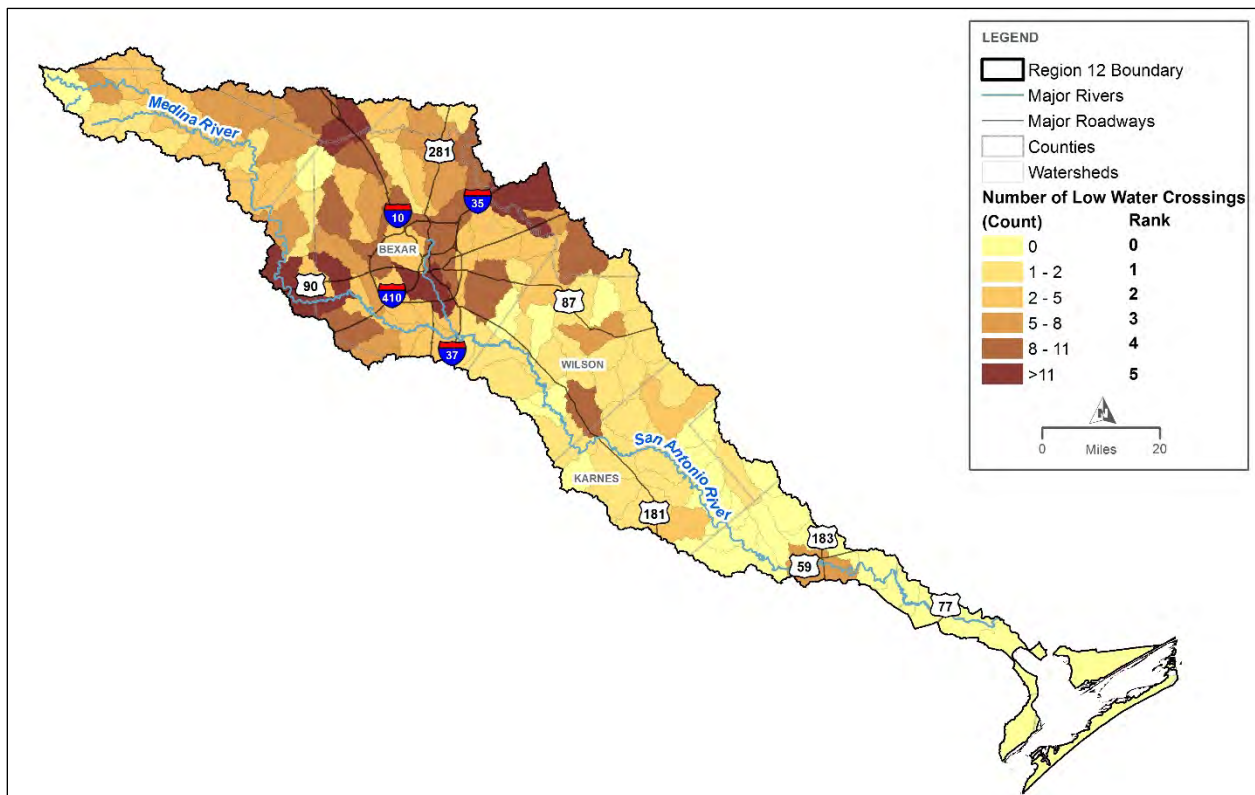 LEGEND
Region 12 Boundary
Major Rivers
Major Roadways
Counties
Watersheds
Number of Low Water Crossings
(Count) Rank
0 0
1 - 2 1
2 - 5 2
5 - 8 3
8 - 11 4
>11 5
N
0 20
Miles
Medina River
281
35
10
BEXAR
90
410
87
37
WILSON
San Antonio River
KARNES
181
183
59
77